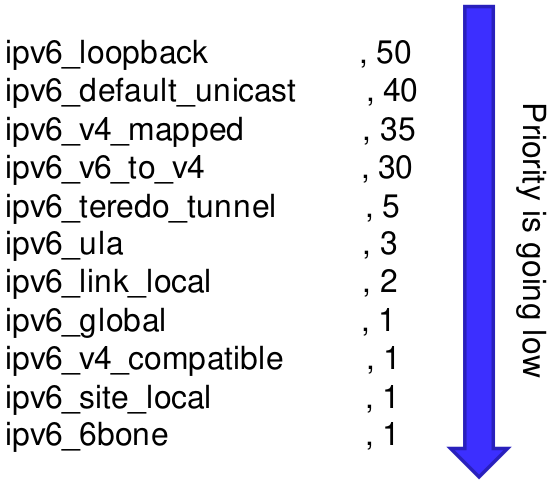 ipv6_loopback , 50
ipv6_default_unicast , 40
ipv6_v4_mapped , 35
ipv6_v6_to_v4 , 30
ipv6_teredo_tunnel , 5
ipv6_ula , 3
ipv6_link_local , 2
ipv6_global , 1
ipv6_v4_compatible , 1
ipv6_site_local , 1
ipv6_6bone , 1
Priority is going low